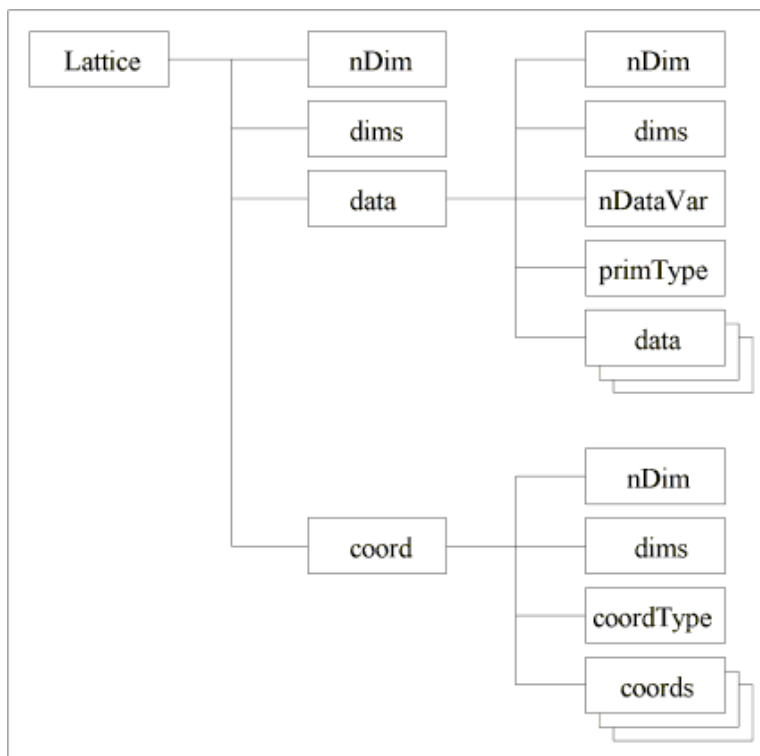 Lattice
nDim
dims
data
nDim
dims
nDataVar
primType
data
coord
nDim
dims
coordType
coords